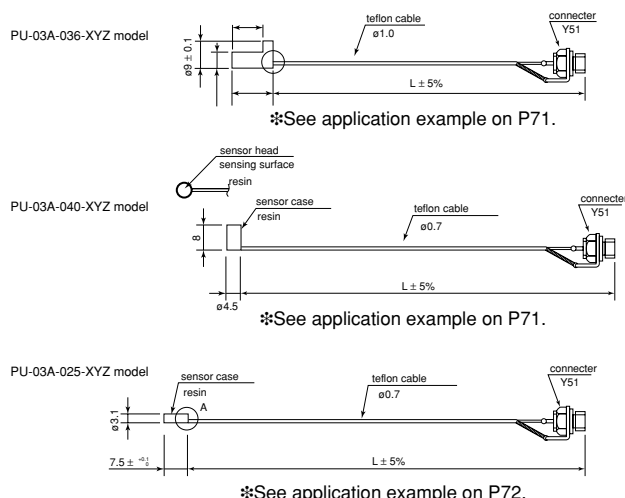 PU-03A-036-XYZ model
ø9 ± 0.1
teflon cable
ø1.0
connecter
Y51
L ± 5%
✽See application example on P71.
sensor head
sensing surface
resin
PU-03A-040-XYZ model
sensor case
resin
teflon cable
ø0.7
connecter
Y51
8
L ± 5%
ø4.5
✽See application example on P71.
PU-03A-025-XYZ model
sensor case
resin
A
teflon cable
ø0.7
connecter
Y51
ø3.1
7.5 ± +0.1 0
L ± 5%
✽See application example on P72.